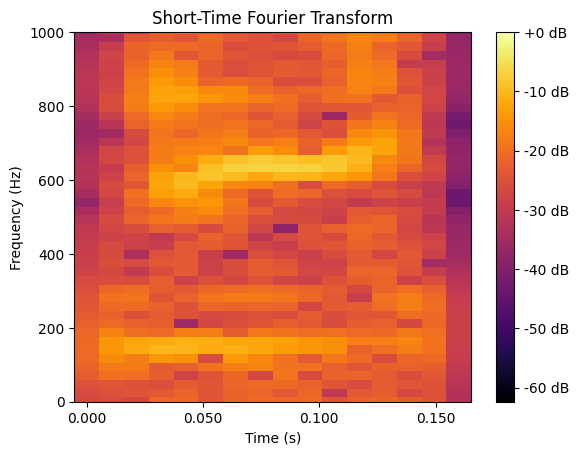 Short-Time Fourier Transform
1000
800
600
400
200
0
Frequency (Hz)
0.000
0.050
0.100
0.150
Time (s)
+0 dB
-10 dB
-20 dB
-30 dB
-40 dB
-50 dB
-60 dB